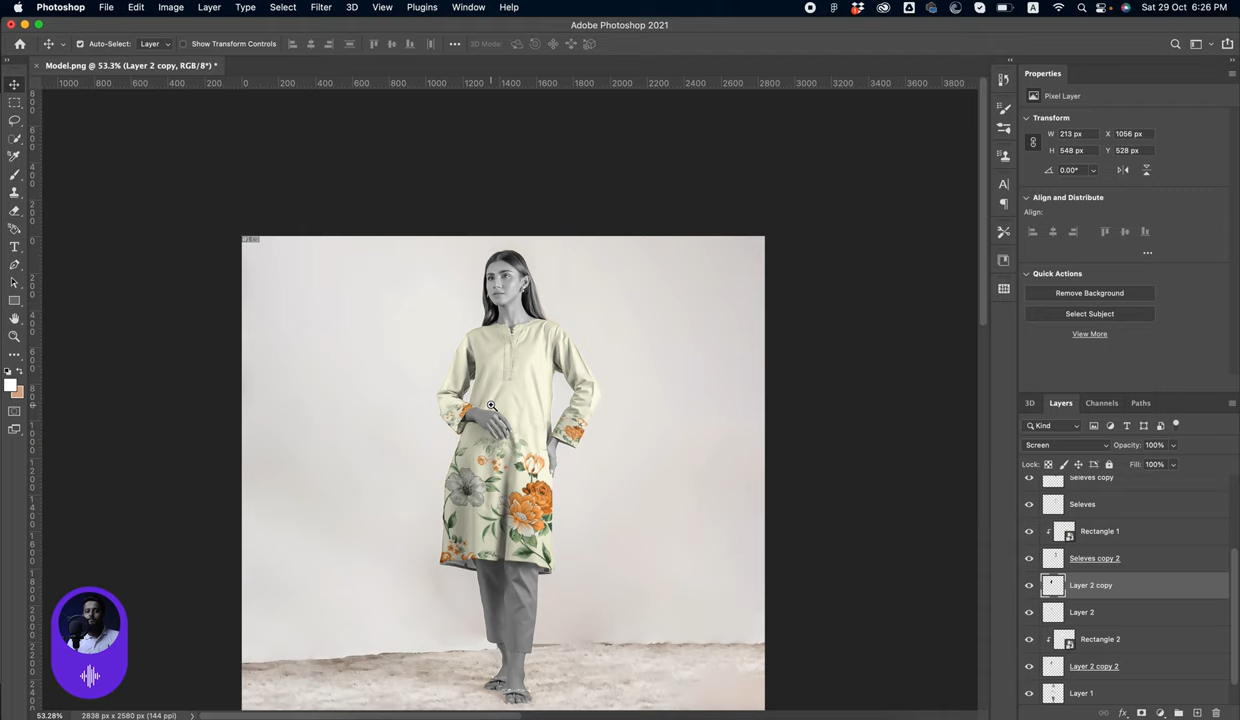 Photoshop File Edit Image Layer Type Select Filter 3D View Plugins Window Help
A Sat 29 Oct 6:26 PM
Adobe Photoshop 2021
Auto-Select: Layer Show Transform Controls ••• 3D Mode:
Model.png @ 53.3% (Layer 2 copy, RGB/8*) *
1000 800 600 400 200 0 200 400 600 800 1000 1200 1400 1600 1800 2000 2200 2400 2600 2800 3000 3200 3400 3600 3800
Properties
Pixel Layer
Transform
W 213 px X 1056 px
H 548 px Y 528 px
0.00°
Align and Distribute
Align:
•••
Quick Actions
Remove Background
Select Subject
View More
3D Layers Channels Paths
Kind
Screen Opacity: 100%
Lock: Fill: 100%
Seleves copy
Seleves
Rectangle 1
Seleves copy 2
Layer 2 copy
Layer 2
Rectangle 2
Layer 2 copy 2
Layer 1
53.28% 2838 px x 2580 px (144 ppi)